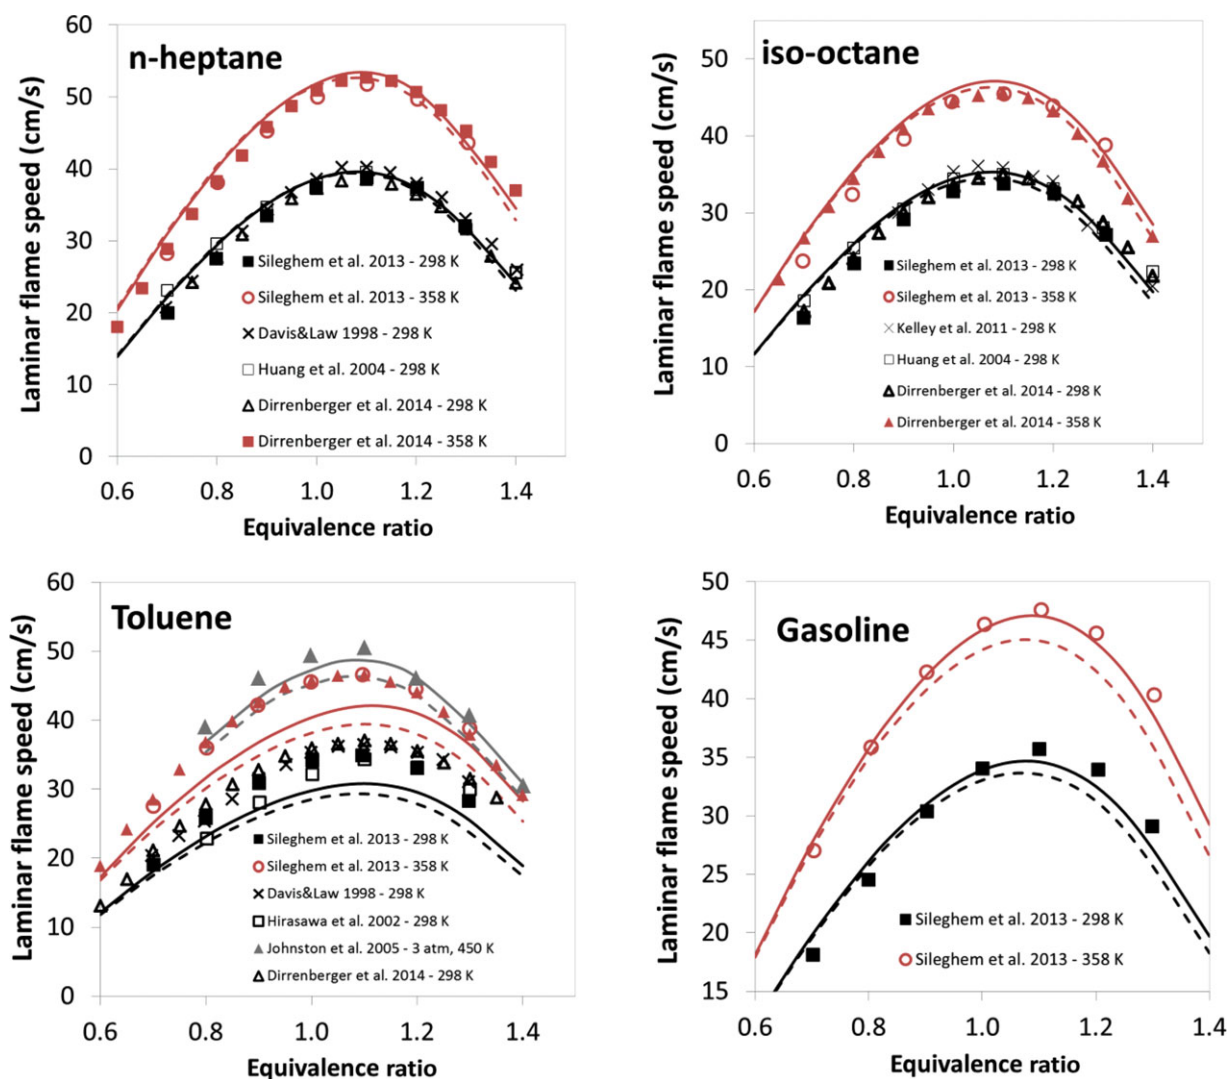 n-heptane
Laminar flame speed (cm/s)
60
50
40
30
20
10
0
Sileghem et al. 2013 - 298 K
Sileghem et al. 2013 - 358 K
Davis&Law 1998 - 298 K
Huang et al. 2004 - 298 K
Dirrenberger et al. 2014 - 298 K
Dirrenberger et al. 2014 - 358 K
0.6 0.8 1.0 1.2 1.4
Equivalence ratio
iso-octane
Laminar flame speed (cm/s)
50
40
30
20
10
0
Sileghem et al. 2013 - 298 K
Sileghem et al. 2013 - 358 K
Kelley et al. 2011 - 298 K
Huang et al. 2004 - 298 K
Dirrenberger et al. 2014 - 298 K
Dirrenberger et al. 2014 - 358 K
0.6 0.8 1.0 1.2 1.4
Equivalence ratio
Toluene
Laminar flame speed (cm/s)
60
50
40
30
20
10
0
Sileghem et al. 2013 - 298 K
Sileghem et al. 2013 - 358 K
Davis&Law 1998 - 298 K
Hirasawa et al. 2002 - 298 K
Johnston et al. 2005 - 3 atm, 450 K
Dirrenberger et al. 2014 - 298 K
0.6 0.8 1.0 1.2 1.4
Equivalence ratio
Gasoline
Laminar flame speed (cm/s)
50
45
40
35
30
25
20
15
Sileghem et al. 2013 - 298 K
Sileghem et al. 2013 - 358 K
0.6 0.8 1.0 1.2 1.4
Equivalence ratio